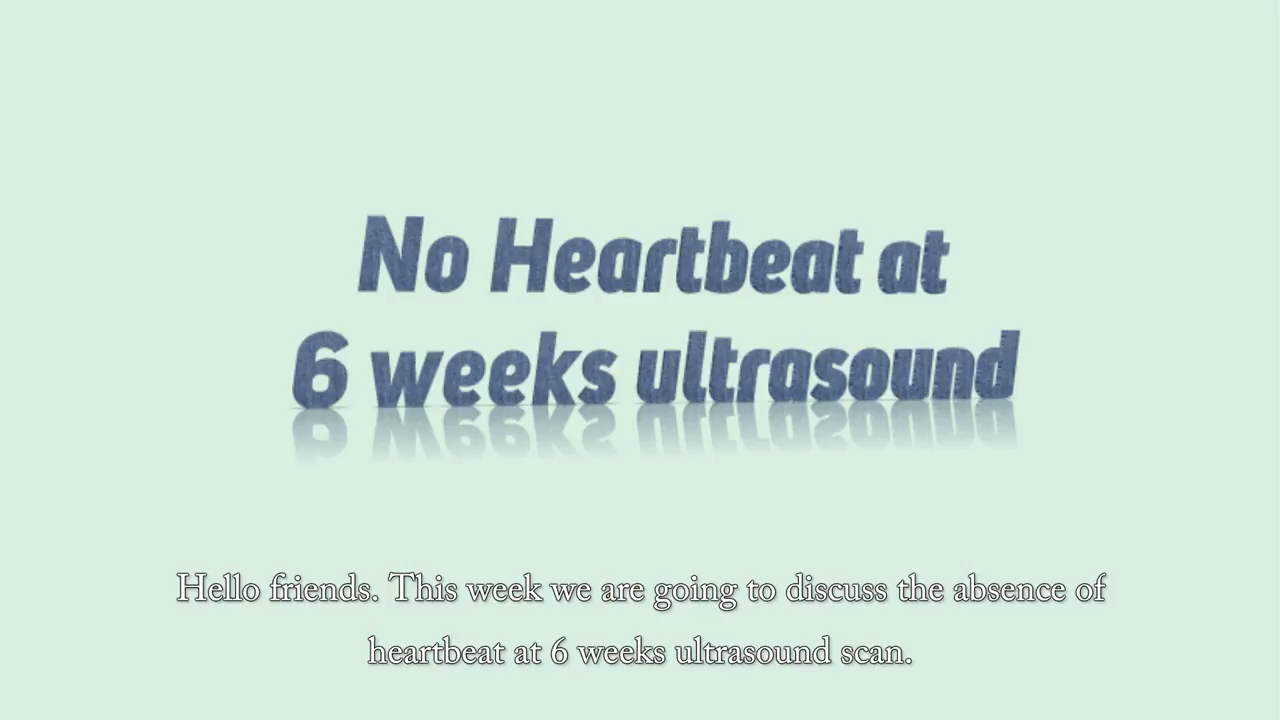 No Heartbeat at
6 weeks ultrasound
Hello friends. This week we are going to discuss the absence of
heartbeat at 6 weeks ultrasound scan.